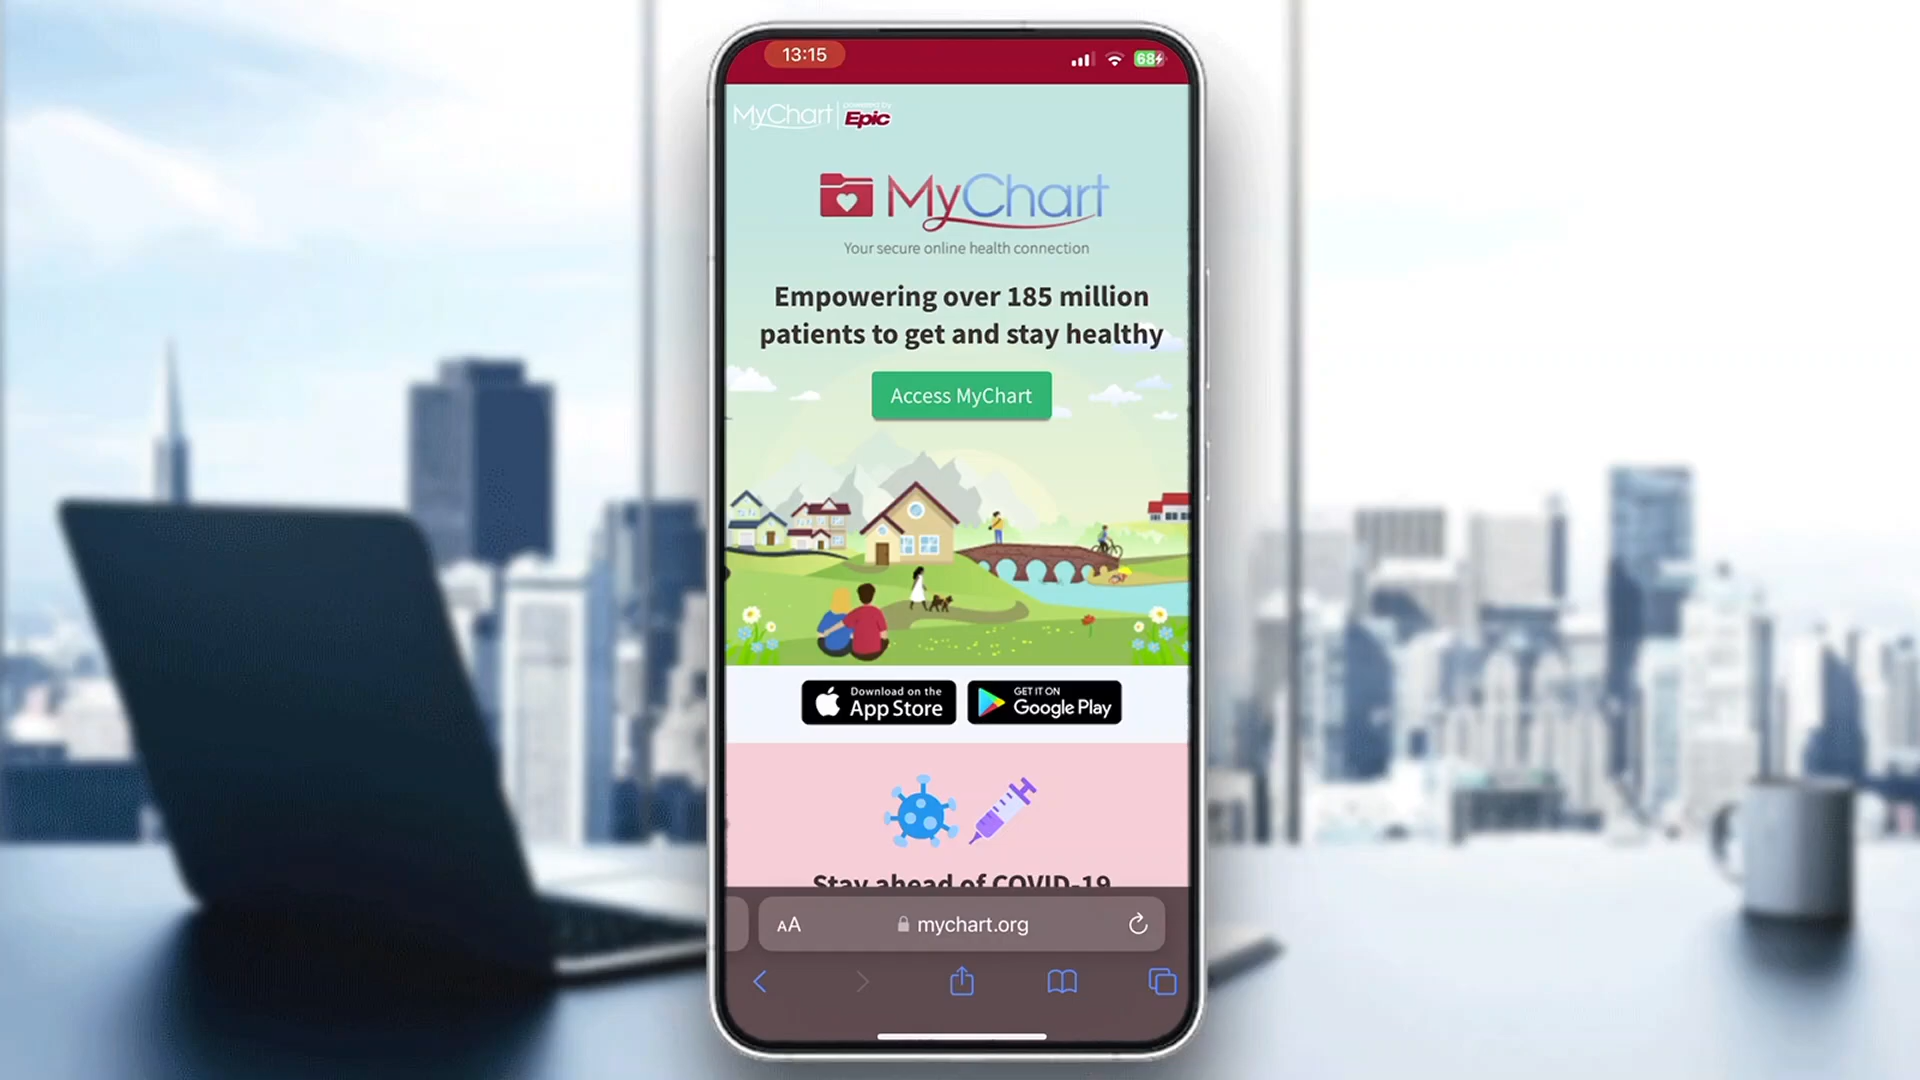 13:15
68
MyChart powered by Epic
MyChart
Your secure online health connection
Empowering over 185 million
patients to get and stay healthy
Access MyChart
Download on the
App Store
GET IT ON
Google Play
Stay ahead of COVID-19
AA mychart.org